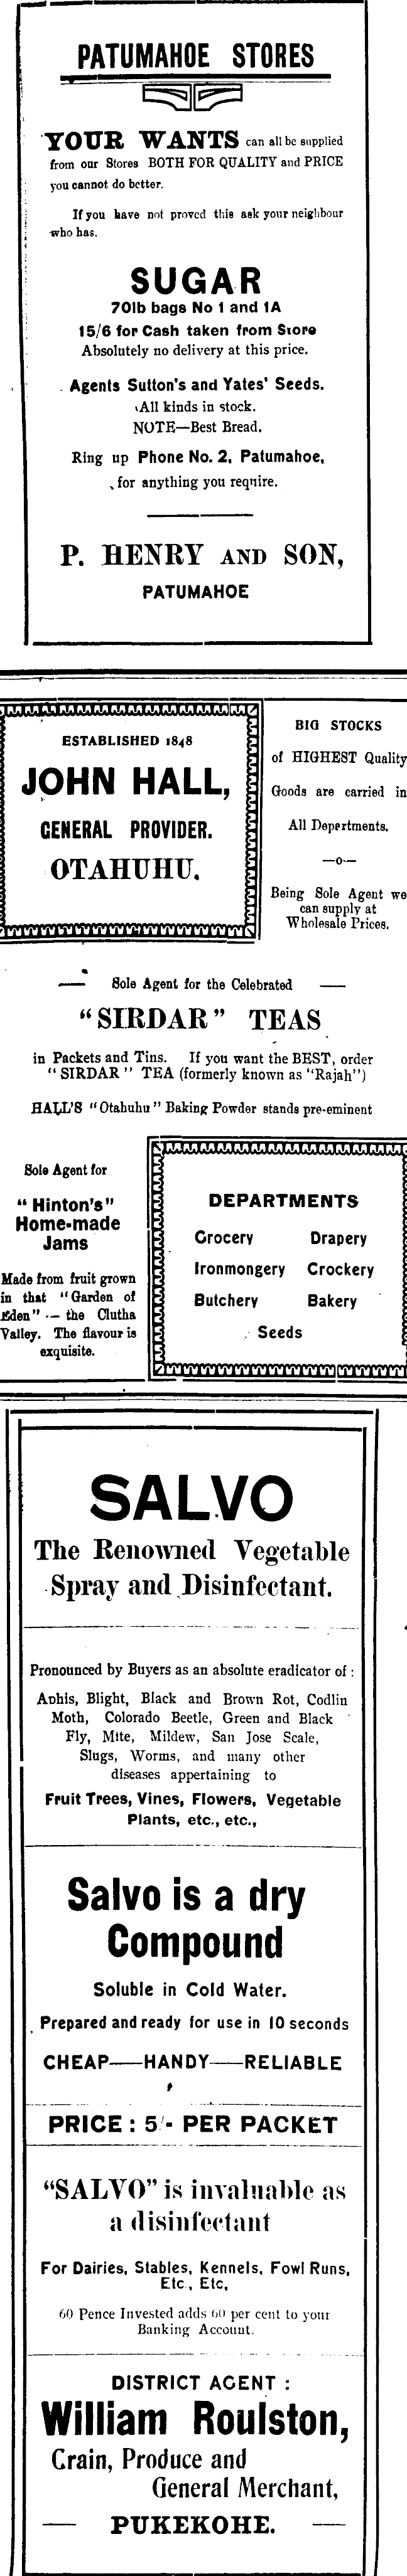 PATUMAHOE STORES
YOUR WANTS can all be supplied
from our Stores BOTH FOR QUALITY and PRICE
you cannot do better.
If you have not proved this ask your neighbour
who has.
SUGAR
70lb bags No 1 and 1A
15/6 for Cash taken from Store
Absolutely no delivery at this price.
Agents Sutton's and Yates' Seeds.
All kinds in stock.
NOTE—Best Bread.
Ring up Phone No. 2, Patumahoe,
for anything you require.
P. HENRY AND SON,
PATUMAHOE
ESTABLISHED 1848
JOHN HALL,
GENERAL PROVIDER.
OTAHUHU.
BIG STOCKS
of HIGHEST Quality
Goods are carried in
All Departments.
—o—
Being Sole Agent we
can supply at
Wholesale Prices.
— Sole Agent for the Celebrated —
"SIRDAR" TEAS
in Packets and Tins. If you want the BEST, order
"SIRDAR" TEA (formerly known as "Rajah")
HALL'S "Otahuhu" Baking Powder stands pre-eminent
Sole Agent for
"Hinton's"
Home-made
Jams
Made from fruit grown
in that "Garden of
Eden" — the Clutha
Valley. The flavour is
exquisite.
DEPARTMENTS
Grocery Drapery
Ironmongery Crockery
Butchery Bakery
Seeds
SALVO
The Renowned Vegetable
Spray and Disinfectant.
Pronounced by Buyers as an absolute eradicator of:
Aphis, Blight, Black and Brown Rot, Codlin
Moth, Colorado Beetle, Green and Black
Fly, Mite, Mildew, San Jose Scale,
Slugs, Worms, and many other
diseases appertaining to
Fruit Trees, Vines, Flowers, Vegetable
Plants, etc., etc.,
Salvo is a dry
Compound
Soluble in Cold Water.
Prepared and ready for use in 10 seconds
CHEAP—HANDY—RELIABLE
PRICE: 5/- PER PACKET
"SALVO" is invaluable as
a disinfectant
For Dairies, Stables, Kennels, Fowl Runs,
Etc, Etc,
60 Pence Invested adds 60 per cent to your
Banking Account.
DISTRICT AGENT:
William Roulston,
Grain, Produce and
General Merchant,
— PUKEKOHE. —